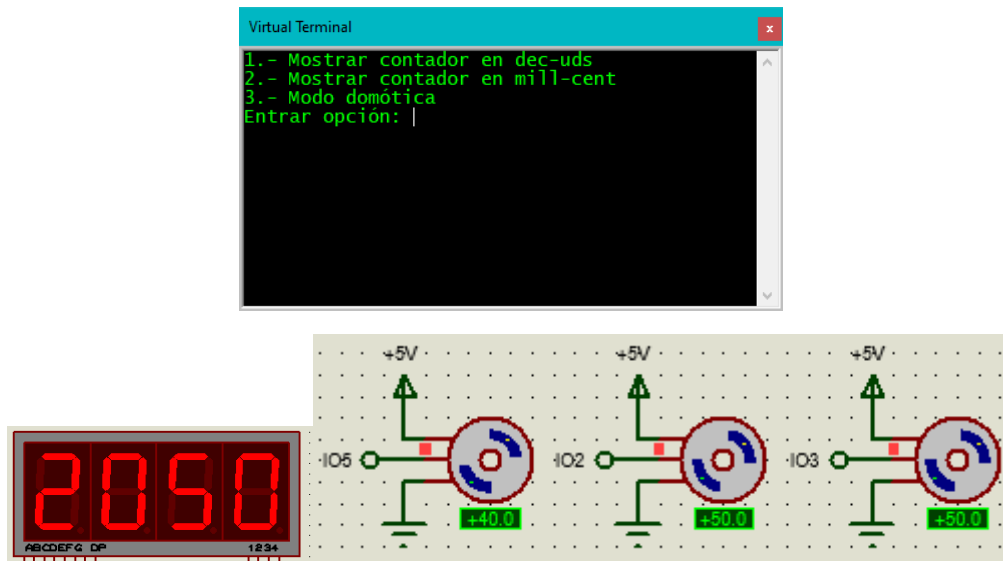 Virtual Terminal
x
1.- Mostrar contador en dec-uds
2.- Mostrar contador en mill-cent
3.- Modo domótica
Entrar opción:
+5V +5V +5V
IO5 IO2 IO3
+40.0 +50.0 +50.0
2050
ABCDEFG DP 1234